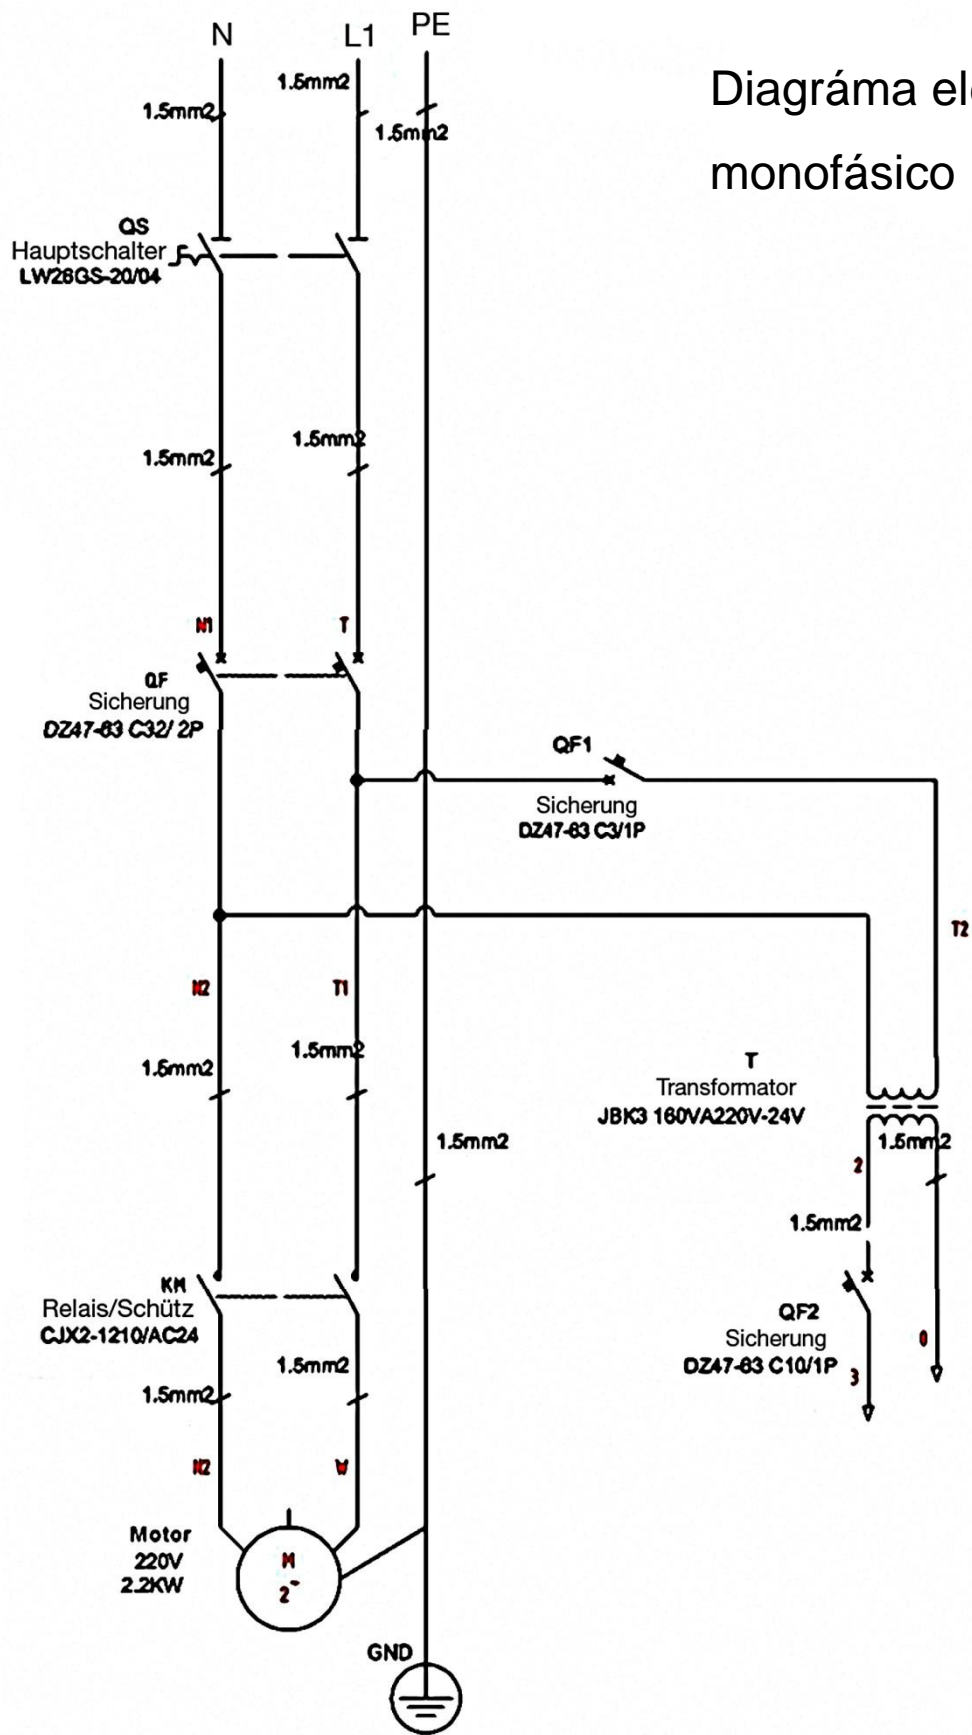 N
L1
PE
Diagráma el
monofásico
1.5mm2
1.5mm2
1.5mm2
QS
Hauptschalter
LW28GS-20/04
1.5mm2
1.5mm2
N1
T
QF
Sicherung
DZ47-63 C32/ 2P
QF1
Sicherung
DZ47-63 C3/1P
T2
N2
T1
1.5mm2
1.5mm2
T
Transformator
JBK3 160VA220V-24V
1.5mm2
1.5mm2
2
1.5mm2
KM
Relais/Schütz
CJX2-1210/AC24
QF2
Sicherung
DZ47-63 C10/1P
0
3
1.5mm2
1.5mm2
N2
W
Motor
220V
2.2KW
M
2~
GND